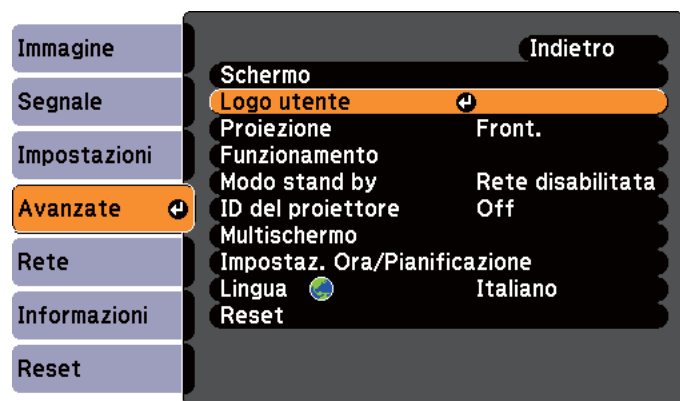 Immagine
Segnale
Impostazioni
Avanzate
Rete
Informazioni
Reset
Indietro
Schermo
Logo utente
Proiezione Front.
Funzionamento
Modo stand by Rete disabilitata
ID del proiettore Off
Multischermo
Impostaz. Ora/Pianificazione
Lingua Italiano
Reset